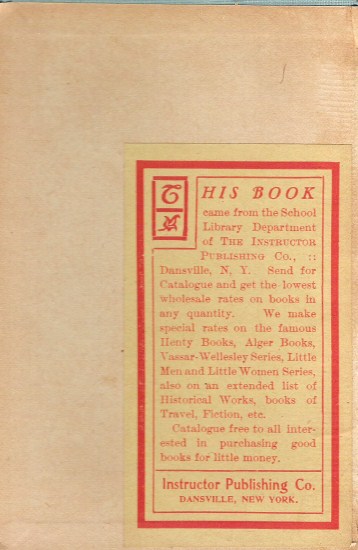 THIS BOOK
came from the School
Library Department
of THE INSTRUCTOR
PUBLISHING CO., ::
Dansville, N. Y. Send for
Catalogue and get the lowest
wholesale rates on books in
any quantity. We make
special rates on the famous
Henty Books, Alger Books,
Vassar-Wellesley Series, Little
Men and Little Women Series,
also on an extended list of
Historical Works, books of
Travel, Fiction, etc.
Catalogue free to all inter-
ested in purchasing good
books for little money.
Instructor Publishing Co.
DANSVILLE, NEW YORK.